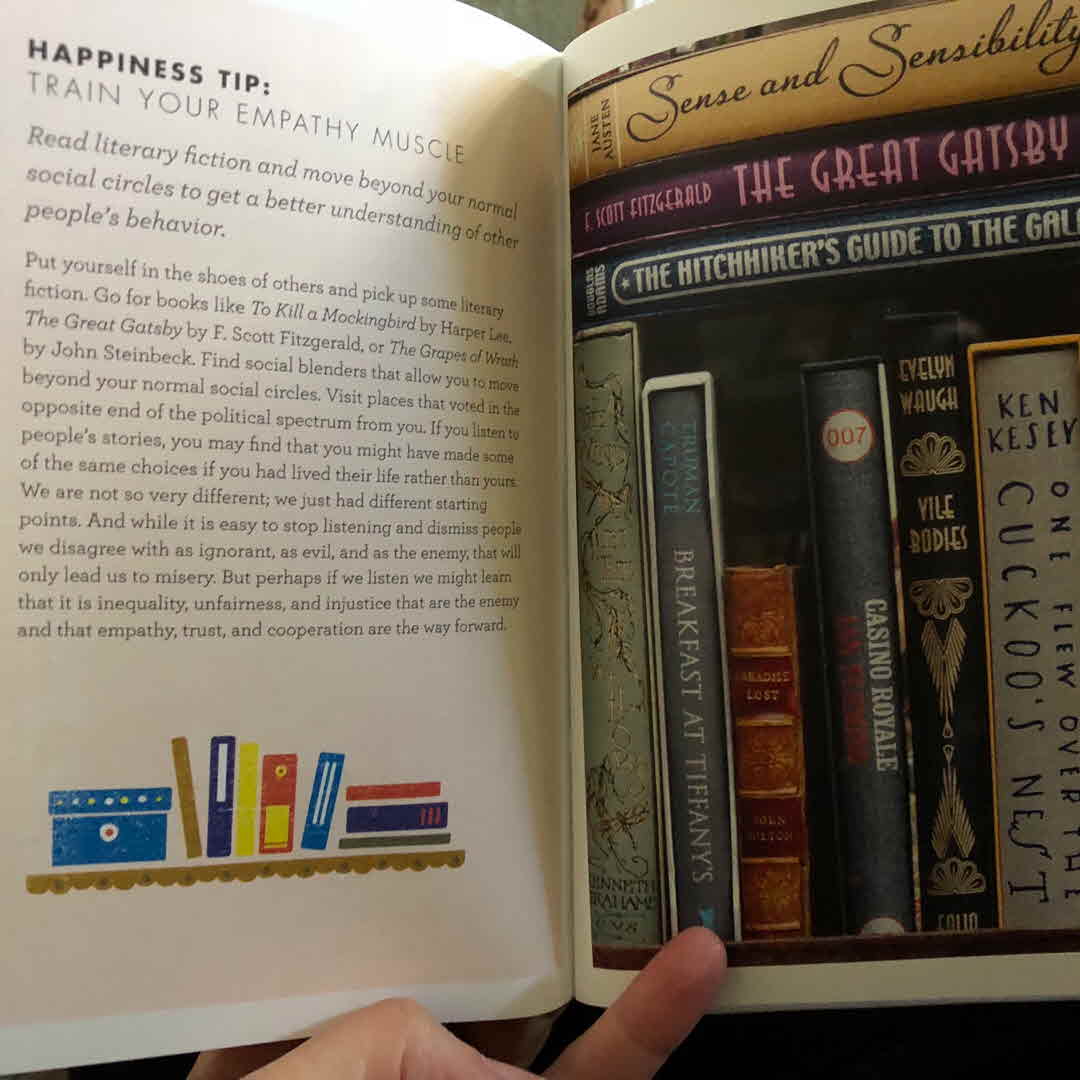 HAPPINESS TIP:
TRAIN YOUR EMPATHY MUSCLE
Read literary fiction and move beyond your normal
social circles to get a better understanding of other
people's behavior.
Put yourself in the shoes of others and pick up some literary
fiction. Go for books like To Kill a Mockingbird by Harper Lee,
The Great Gatsby by F. Scott Fitzgerald, or The Grapes of Wrath
by John Steinbeck. Find social blenders that allow you to move
beyond your normal social circles. Visit places that voted in the
opposite end of the political spectrum from you. If you listen to
people's stories, you may find that you might have made some
of the same choices if you had lived their life rather than yours.
We are not so very different; we just had different starting
points. And while it is easy to stop listening and dismiss people
we disagree with as ignorant, as evil, and as the enemy, that will
only lead us to misery. But perhaps if we listen we might learn
that it is inequality, unfairness, and injustice that are the enemy
and that empathy, trust, and cooperation are the way forward.
JANE
AUSTEN
Sense and Sensibility
F. SCOTT FITZGERALD THE GREAT GATSBY
DOUGLAS
ADAMS
THE HITCHHIKER'S GUIDE TO THE GAL
KENNETH
GRAHAME
TRUMAN
CAPOTE
BREAKFAST AT TIFFANY'S
PARADISE
LOST
JOHN
MILTON
007
CASINO ROYALE
IAN FLEMING
EVELYN
WAUGH
VILE
BODIES
FOLIO
KEN
KESEY
ONE FLEW OVER THE
CUCKOO'S NEST